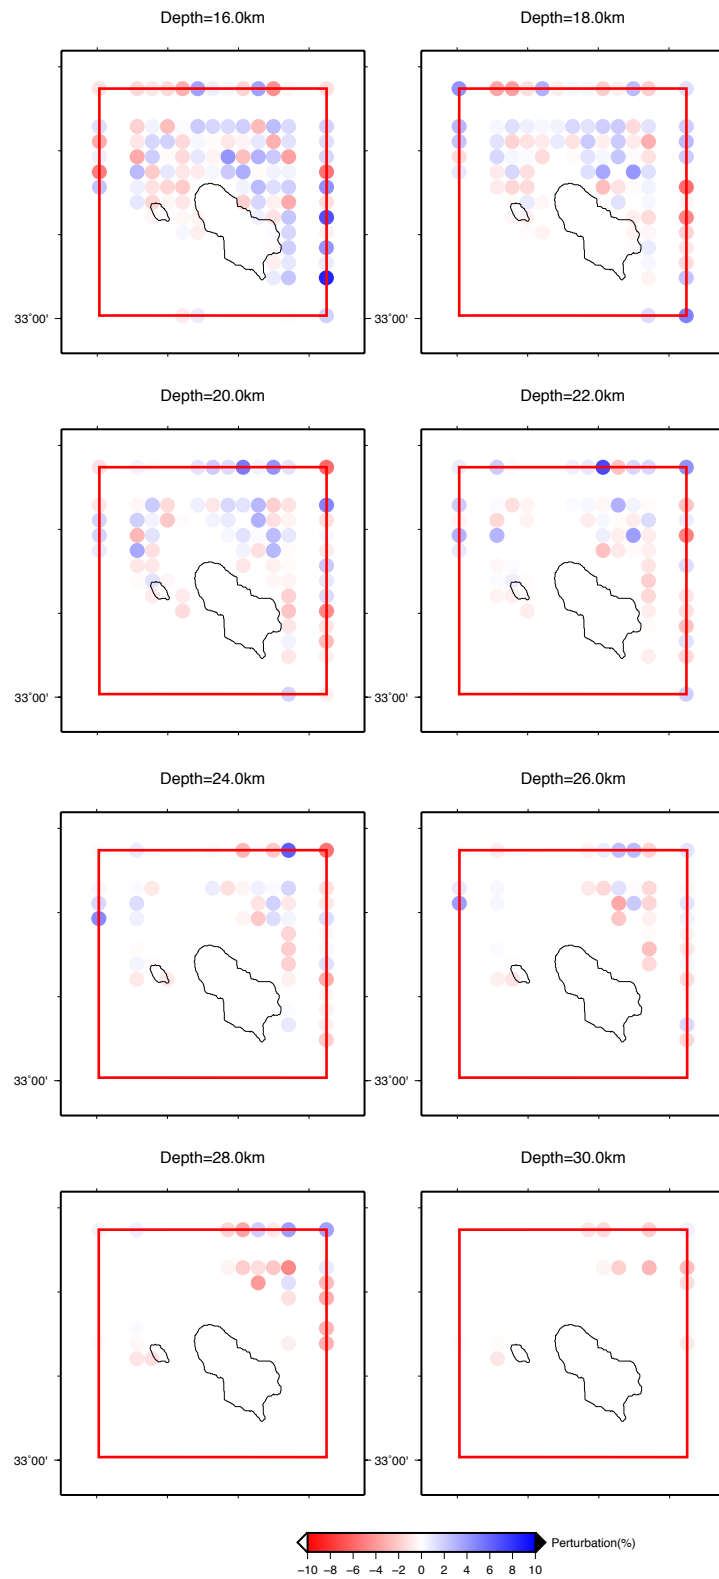 Depth=16.0km Depth=18.0km
33°00' 33°00'
Depth=20.0km Depth=22.0km
33°00' 33°00'
Depth=24.0km Depth=26.0km
33°00' 33°00'
Depth=28.0km Depth=30.0km
33°00' 33°00'
Perturbation(%)
−10 −8 −6 −4 −2 0 2 4 6 8 10